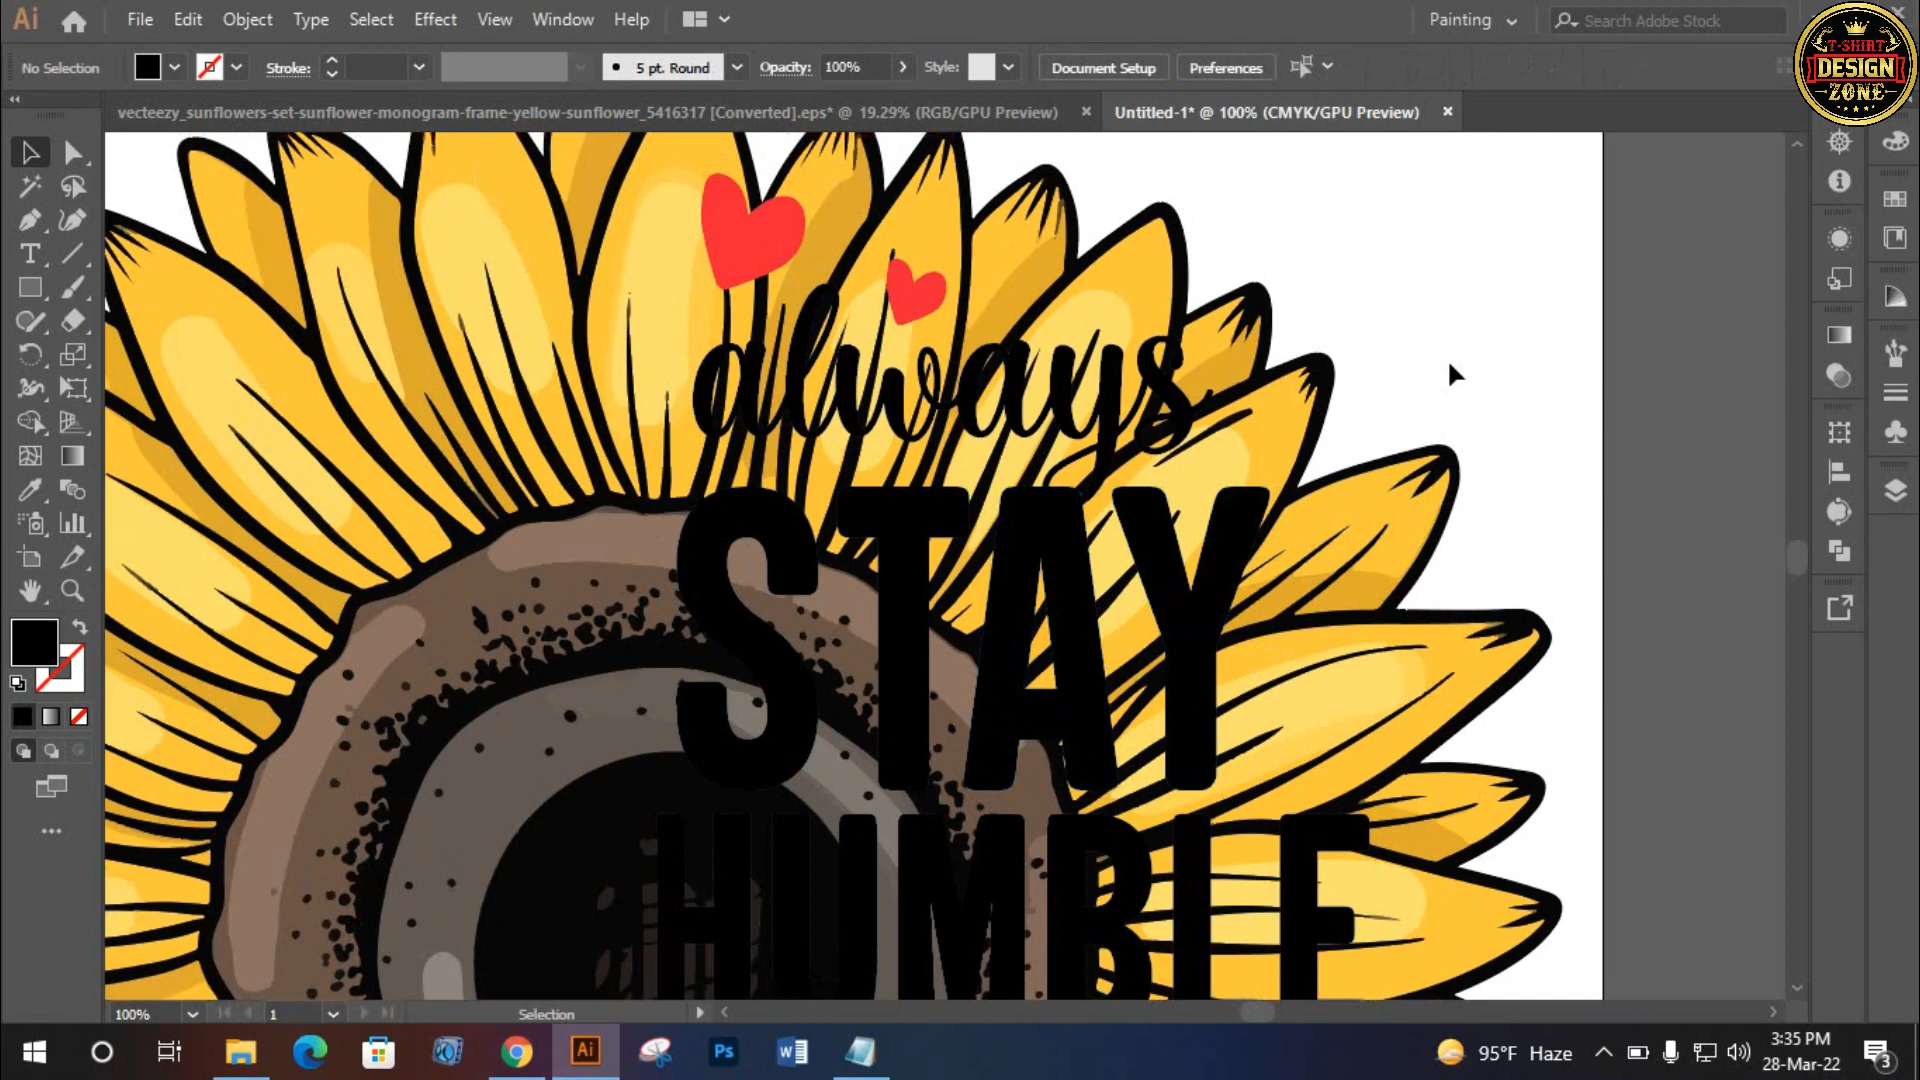 Ai File Edit Object Type Select Effect View Window Help Painting Search Adobe Stock
No Selection Stroke: 5 pt. Round Opacity: 100% Style: Document Setup Preferences
T-SHIRT
DESIGN
ZONE
vecteezy_sunflowers-set-sunflower-monogram-frame-yellow-sunflower_5416317 [Converted].eps* @ 19.29% (RGB/GPU Preview) Untitled-1* @ 100% (CMYK/GPU Preview)
always
STAY
HUMBLE
100% 1 Selection
Ai Ps 95°F Haze 3:35 PM
28-Mar-22 3